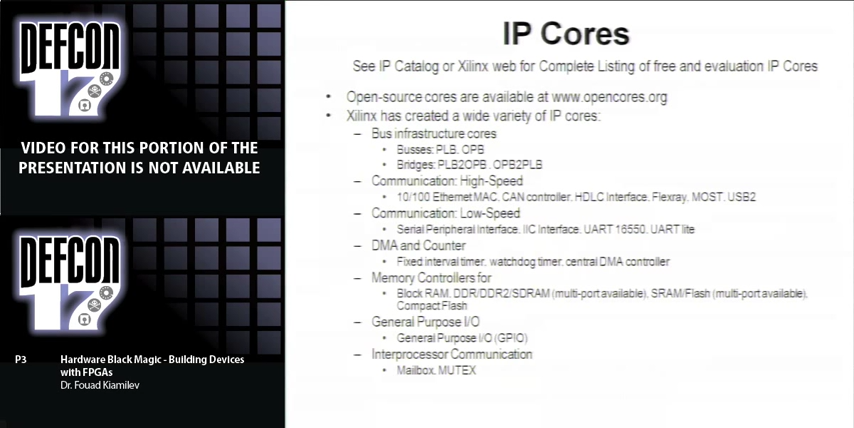 DEFCON
17
VIDEO FOR THIS PORTION OF THE
PRESENTATION IS NOT AVAILABLE
DEFCON
17
P3 Hardware Black Magic - Building Devices
with FPGAs
Dr. Fouad Kiamilev
IP Cores
See IP Catalog or Xilinx web for Complete Listing of free and evaluation IP Cores
• Open-source cores are available at www.opencores.org
• Xilinx has created a wide variety of IP cores:
– Bus infrastructure cores
• Busses: PLB, OPB
• Bridges: PLB2OPB, OPB2PLB
– Communication: High-Speed
• 10/100 Ethernet MAC, CAN controller, HDLC Interface, Flexray, MOST, USB2
– Communication: Low-Speed
• Serial Peripheral Interface, IIC Interface, UART 16550, UART lite
– DMA and Counter
• Fixed interval timer, watchdog timer, central DMA controller
– Memory Controllers for
• Block RAM, DDR/DDR2/SDRAM (multi-port available), SRAM/Flash (multi-port available),
Compact Flash
– General Purpose I/O
• General Purpose I/O (GPIO)
– Interprocessor Communication
• Mailbox, MUTEX